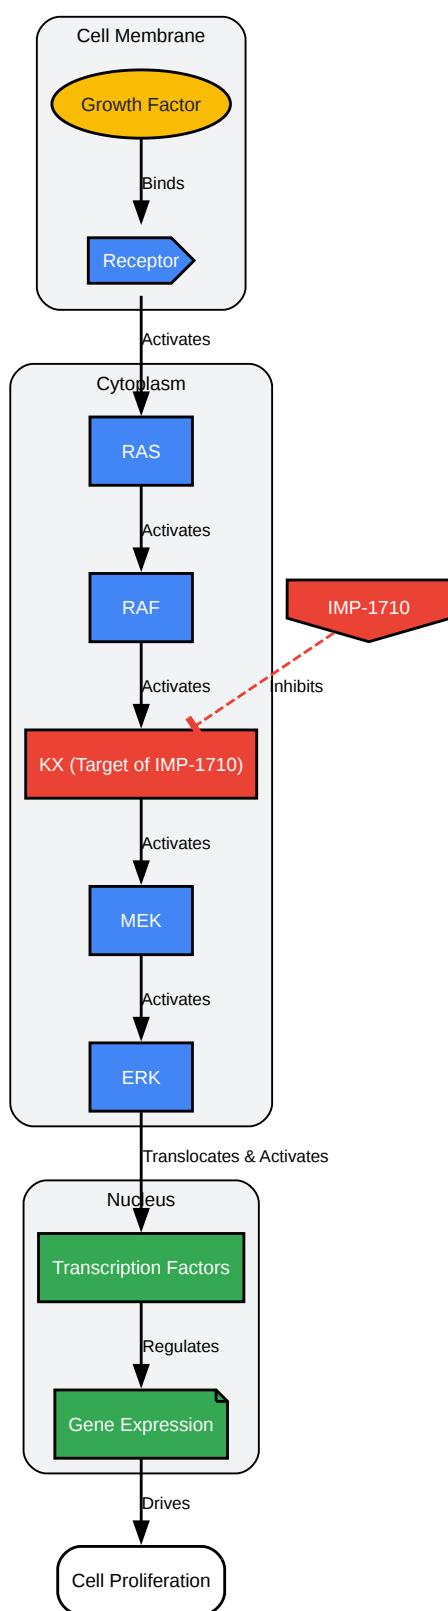 Cell Membrane
Growth Factor
Binds
Receptor
Activates
Cytoplasm
RAS
Activates
RAF
IMP-1710
Activates
Inhibits
KX (Target of IMP-1710)
Activates
MEK
Activates
ERK
Translocates & Activates
Nucleus
Transcription Factors
Regulates
Gene Expression
Drives
Cell Proliferation